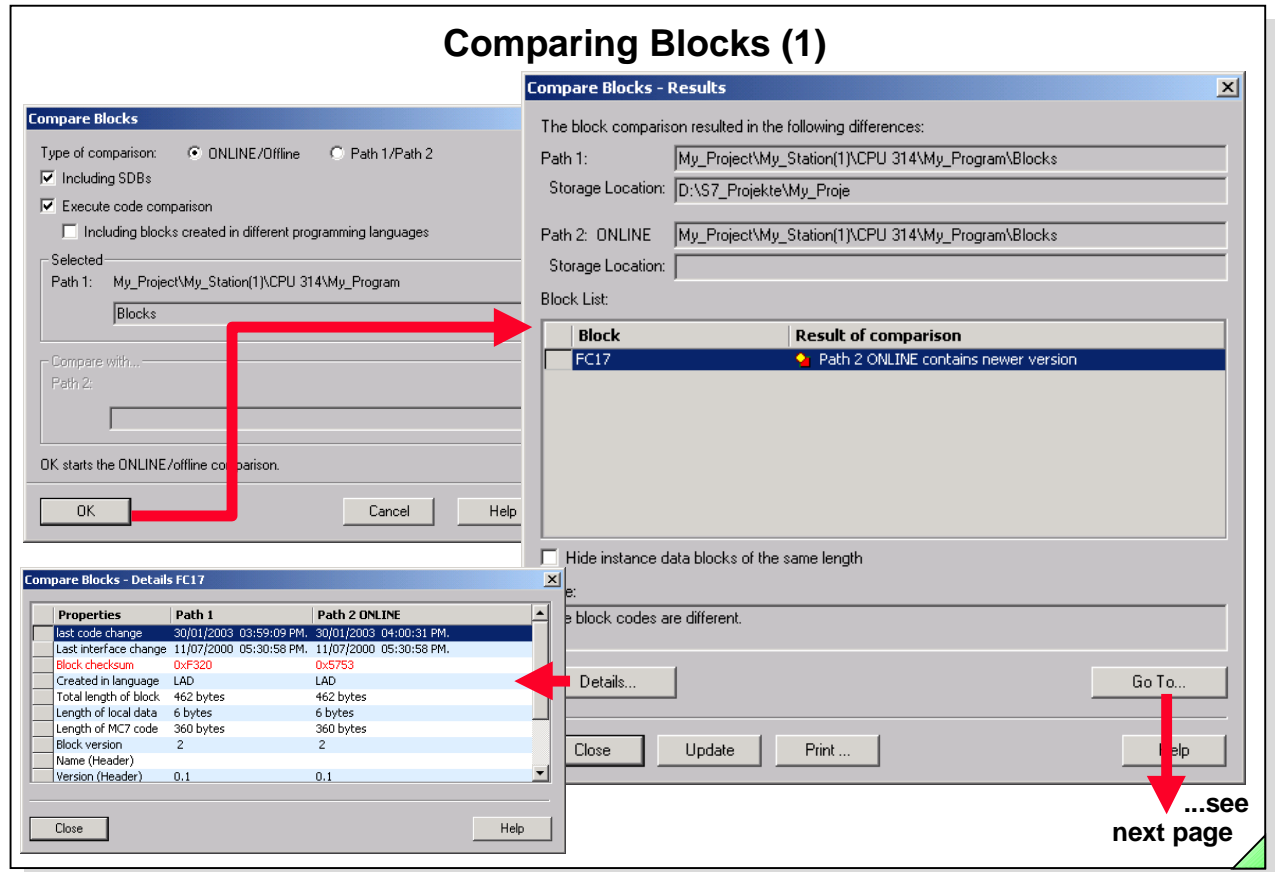 Comparing Blocks (1)
Compare Blocks
Type of comparison: ONLINE/Offline Path 1/Path 2
Including SDBs
Execute code comparison
Including blocks created in different programming languages
Selected
Path 1: My_Project\My_Station(1)\CPU 314\My_Program
Blocks
Compare with...
Path 2:
OK starts the ONLINE/offline comparison.
OK Cancel Help
Compare Blocks - Results
The block comparison resulted in the following differences:
Path 1: My_Project\My_Station(1)\CPU 314\My_Program\Blocks
Storage Location: D:\S7_Projekte\My_Proje
Path 2: ONLINE My_Project\My_Station(1)\CPU 314\My_Program\Blocks
Storage Location:
Block List:
Block Result of comparison
FC17 Path 2 ONLINE contains newer version
Hide instance data blocks of the same length
e:
e block codes are different.
Details... Go To...
Close Update Print ... Help
Compare Blocks - Details FC17
Properties Path 1 Path 2 ONLINE
last code change 30/01/2003 03:59:09 PM. 30/01/2003 04:00:31 PM.
Last interface change 11/07/2000 05:30:58 PM. 11/07/2000 05:30:58 PM.
Block checksum 0xF320 0x5753
Created in language LAD LAD
Total length of block 462 bytes 462 bytes
Length of local data 6 bytes 6 bytes
Length of MC7 code 360 bytes 360 bytes
Block version 2 2
Name (Header)
Version (Header) 0.1 0.1
Close Help
...see
next page